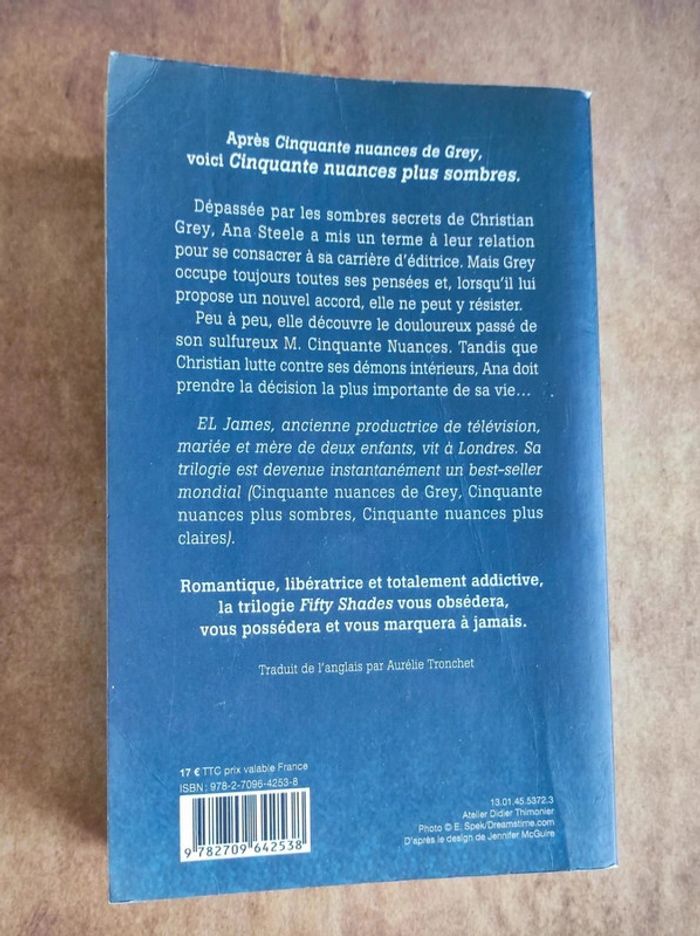 Après Cinquante nuances de Grey,
voici Cinquante nuances plus sombres.
Dépassée par les sombres secrets de Christian
Grey, Ana Steele a mis un terme à leur relation
pour se consacrer à sa carrière d'éditrice. Mais Grey
occupe toujours toutes ses pensées et, lorsqu'il lui
propose un nouvel accord, elle ne peut y résister.
Peu à peu, elle découvre le douloureux passé de
son sulfureux M. Cinquante Nuances. Tandis que
Christian lutte contre ses démons intérieurs, Ana doit
prendre la décision la plus importante de sa vie…
EL James, ancienne productrice de télévision,
mariée et mère de deux enfants, vit à Londres. Sa
trilogie est devenue instantanément un best-seller
mondial (Cinquante nuances de Grey, Cinquante
nuances plus sombres, Cinquante nuances plus
claires).
Romantique, libératrice et totalement addictive,
la trilogie Fifty Shades vous obsédera,
vous possédera et vous marquera à jamais.
Traduit de l'anglais par Aurélie Tronchet
17 € TTC prix valable France
ISBN : 978-2-7096-4253-8
9 782709 642538
13.01.45.5372.3
Atelier Didier Thimonier
Photo © E. Spek/Dreamstime.com
D'après le design de Jennifer McGuire